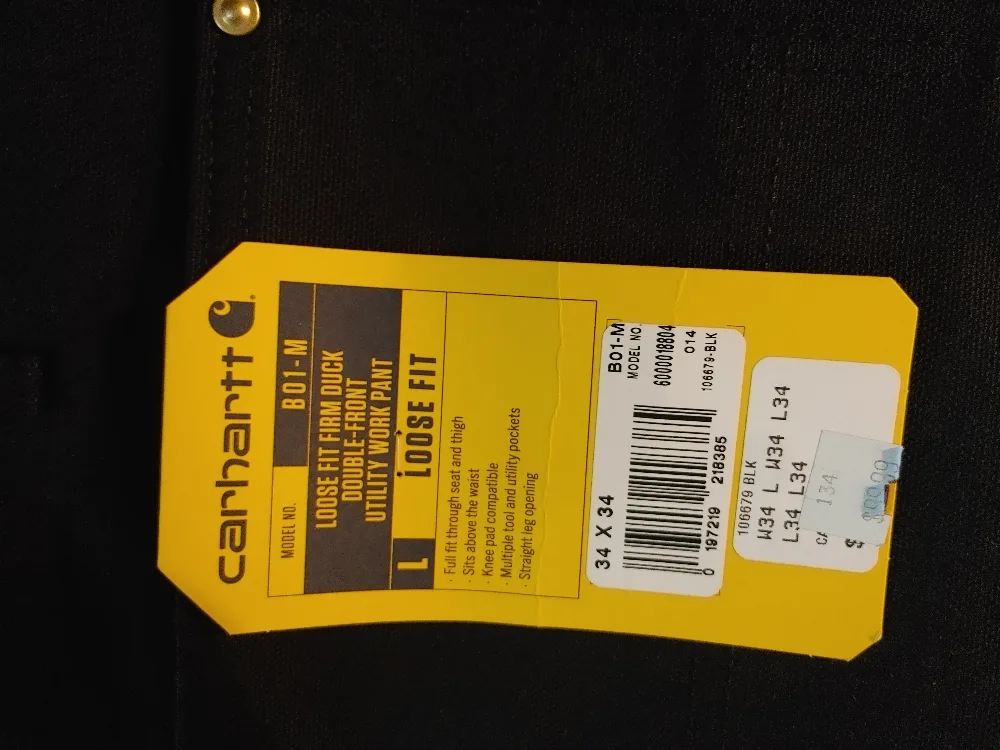 carhartt
MODEL NO. B01-M
LOOSE FIT FIRM DUCK
DOUBLE-FRONT
UTILITY WORK PANT
L LOOSE FIT
· Full fit through seat and thigh
· Sits above the waist
· Knee pad compatible
· Multiple tool and utility pockets
· Straight leg opening
34 X 34
B01-M
MODEL NO.
6000018804
014
106679-BLK
0 197219 218385
106679 BLK
W34 L W34 L34
L34 L34
134
$